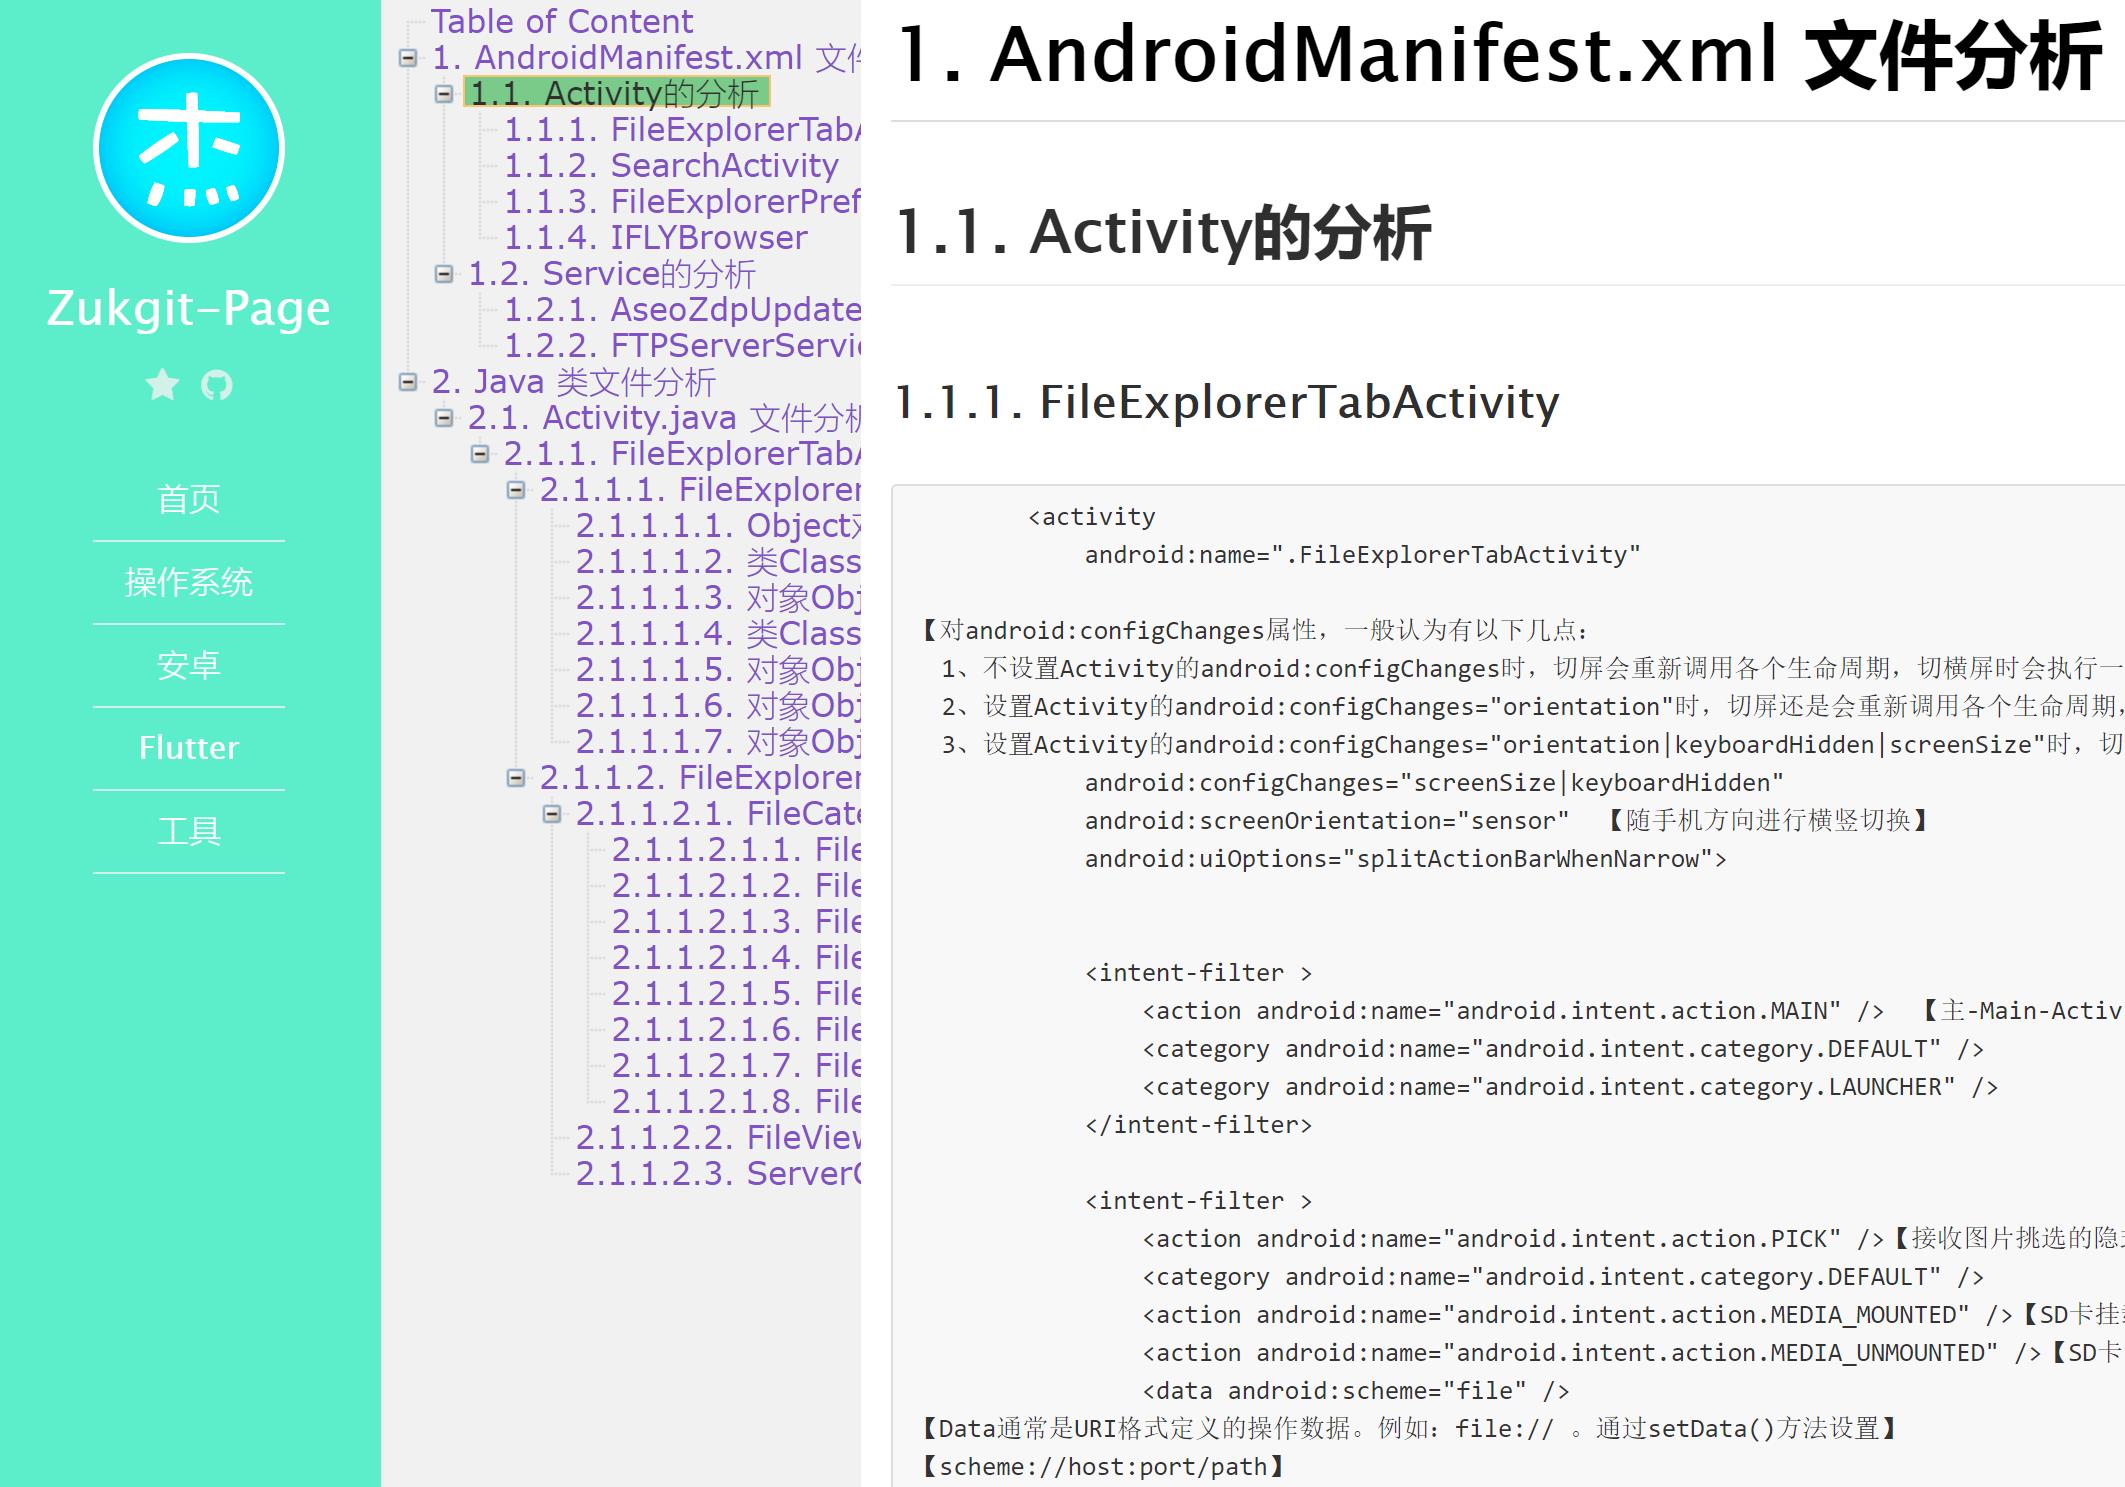 杰
Zukgit-Page
首页
操作系统
安卓
Flutter
工具
Table of Content
1. AndroidManifest.xml 文件
1.1. Activity的分析
1.1.1. FileExplorerTabA
1.1.2. SearchActivity
1.1.3. FileExplorerPref
1.1.4. IFLYBrowser
1.2. Service的分析
1.2.1. AseoZdpUpdate
1.2.2. FTPServerServic
2. Java 类文件分析
2.1. Activity.java 文件分析
2.1.1. FileExplorerTabA
2.1.1.1. FileExplorer
2.1.1.1.1. Object对
2.1.1.1.2. 类Class
2.1.1.1.3. 对象Obj
2.1.1.1.4. 类Class
2.1.1.1.5. 对象Obj
2.1.1.1.6. 对象Obj
2.1.1.1.7. 对象Obj
2.1.1.2. FileExplorer
2.1.1.2.1. FileCate
2.1.1.2.1.1. File
2.1.1.2.1.2. File
2.1.1.2.1.3. File
2.1.1.2.1.4. File
2.1.1.2.1.5. File
2.1.1.2.1.6. File
2.1.1.2.1.7. File
2.1.1.2.1.8. File
2.1.1.2.2. FileView
2.1.1.2.3. ServerC
1. AndroidManifest.xml 文件分析
1.1. Activity的分析
1.1.1. FileExplorerTabActivity
<activity
android:name=".FileExplorerTabActivity"
【对android:configChanges属性，一般认为有以下几点：
1、不设置Activity的android:configChanges时，切屏会重新调用各个生命周期，切横屏时会执行一
2、设置Activity的android:configChanges="orientation"时，切屏还是会重新调用各个生命周期，
3、设置Activity的android:configChanges="orientation|keyboardHidden|screenSize"时，切
android:configChanges="screenSize|keyboardHidden"
android:screenOrientation="sensor" 【随手机方向进行横竖切换】
android:uiOptions="splitActionBarWhenNarrow">
<intent-filter >
<action android:name="android.intent.action.MAIN" /> 【主-Main-Activ
<category android:name="android.intent.category.DEFAULT" />
<category android:name="android.intent.category.LAUNCHER" />
</intent-filter>
<intent-filter >
<action android:name="android.intent.action.PICK" />【接收图片挑选的隐式
<category android:name="android.intent.category.DEFAULT" />
<action android:name="android.intent.action.MEDIA_MOUNTED" />【SD卡挂载
<action android:name="android.intent.action.MEDIA_UNMOUNTED" />【SD卡
<data android:scheme="file" />
【Data通常是URI格式定义的操作数据。例如：file:// 。通过setData()方法设置】
【scheme://host:port/path】